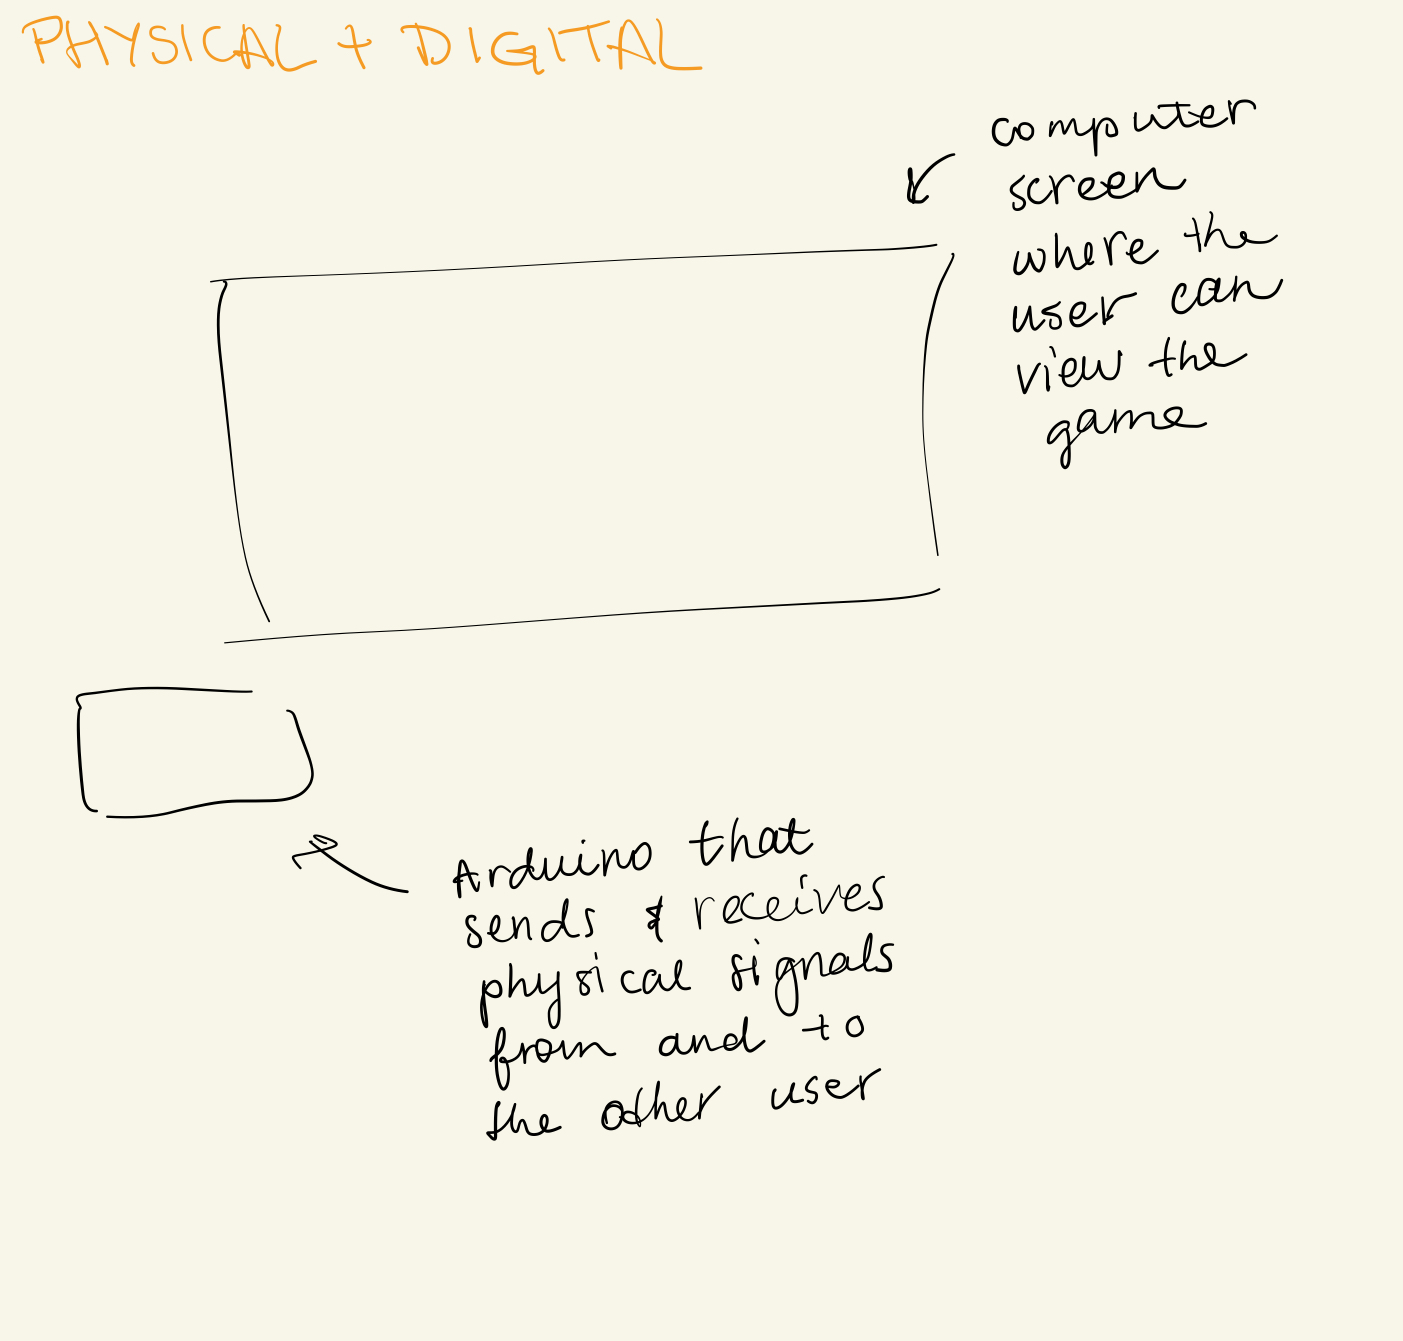 PHYSICAL + DIGITAL
computer
screen
where the
user can
view the
game
Arduino that
sends & receives
physical signals
from and to
the other user